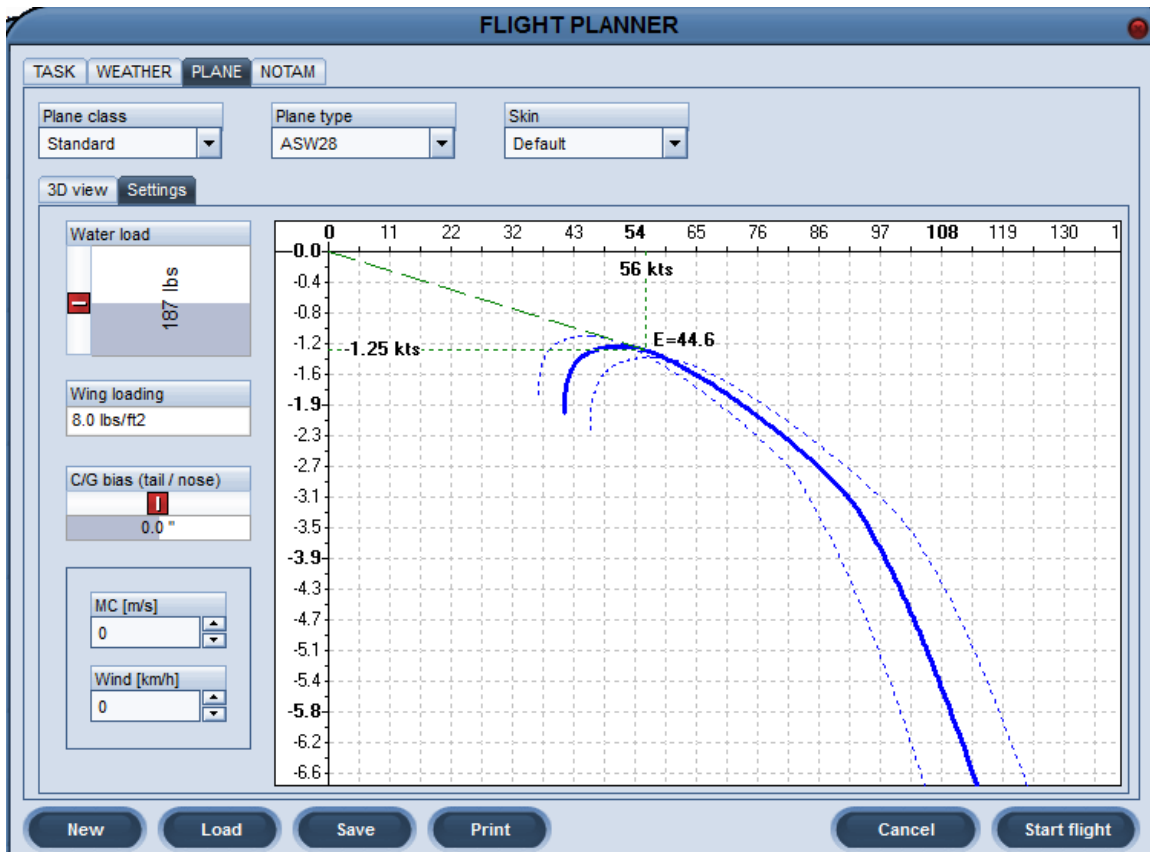 FLIGHT PLANNER
TASK WEATHER PLANE NOTAM
Plane class Plane type Skin
Standard ASW28 Default
3D view Settings
Water load
187 lbs
Wing loading
8.0 lbs/ft2
C/G bias (tail / nose)
0.0 "
MC [m/s]
0
Wind [km/h]
0
0 11 22 32 43 54 65 76 86 97 108 119 130 1
-0.0
-0.4
-0.8
-1.2
-1.6
-1.9
-2.3
-2.7
-3.1
-3.5
-3.9
-4.3
-4.7
-5.1
-5.4
-5.8
-6.2
-6.6
56 kts
E=44.6
-1.25 kts
New Load Save Print Cancel Start flight